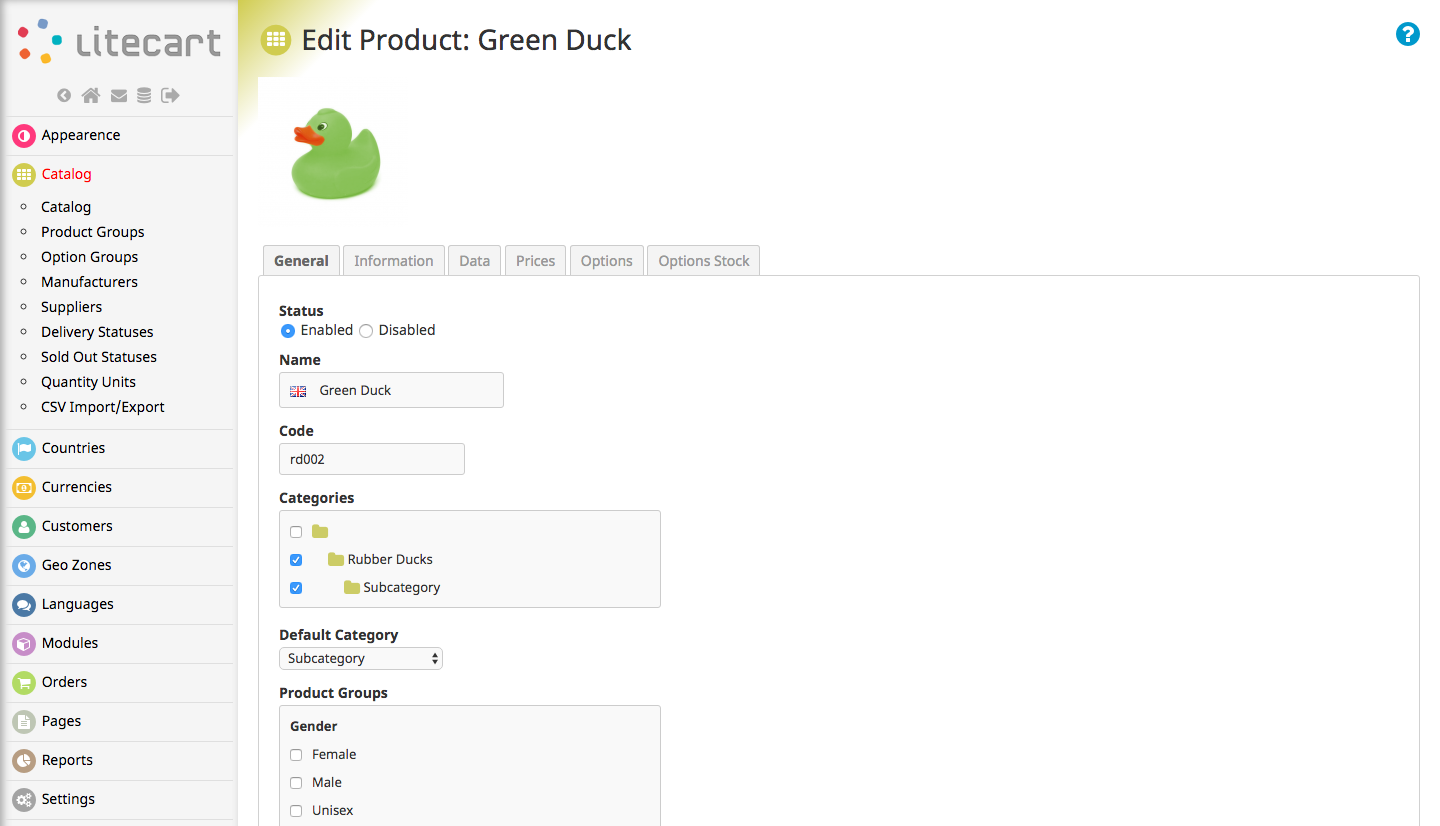 litecart
Edit Product: Green Duck
?
Appearence
Catalog
Catalog
Product Groups
Option Groups
Manufacturers
Suppliers
Delivery Statuses
Sold Out Statuses
Quantity Units
CSV Import/Export
Countries
Currencies
Customers
Geo Zones
Languages
Modules
Orders
Pages
Reports
Settings
General Information Data Prices Options Options Stock
Status
Enabled Disabled
Name
Green Duck
Code
rd002
Categories
Rubber Ducks
Subcategory
Default Category
Subcategory
Product Groups
Gender
Female
Male
Unisex